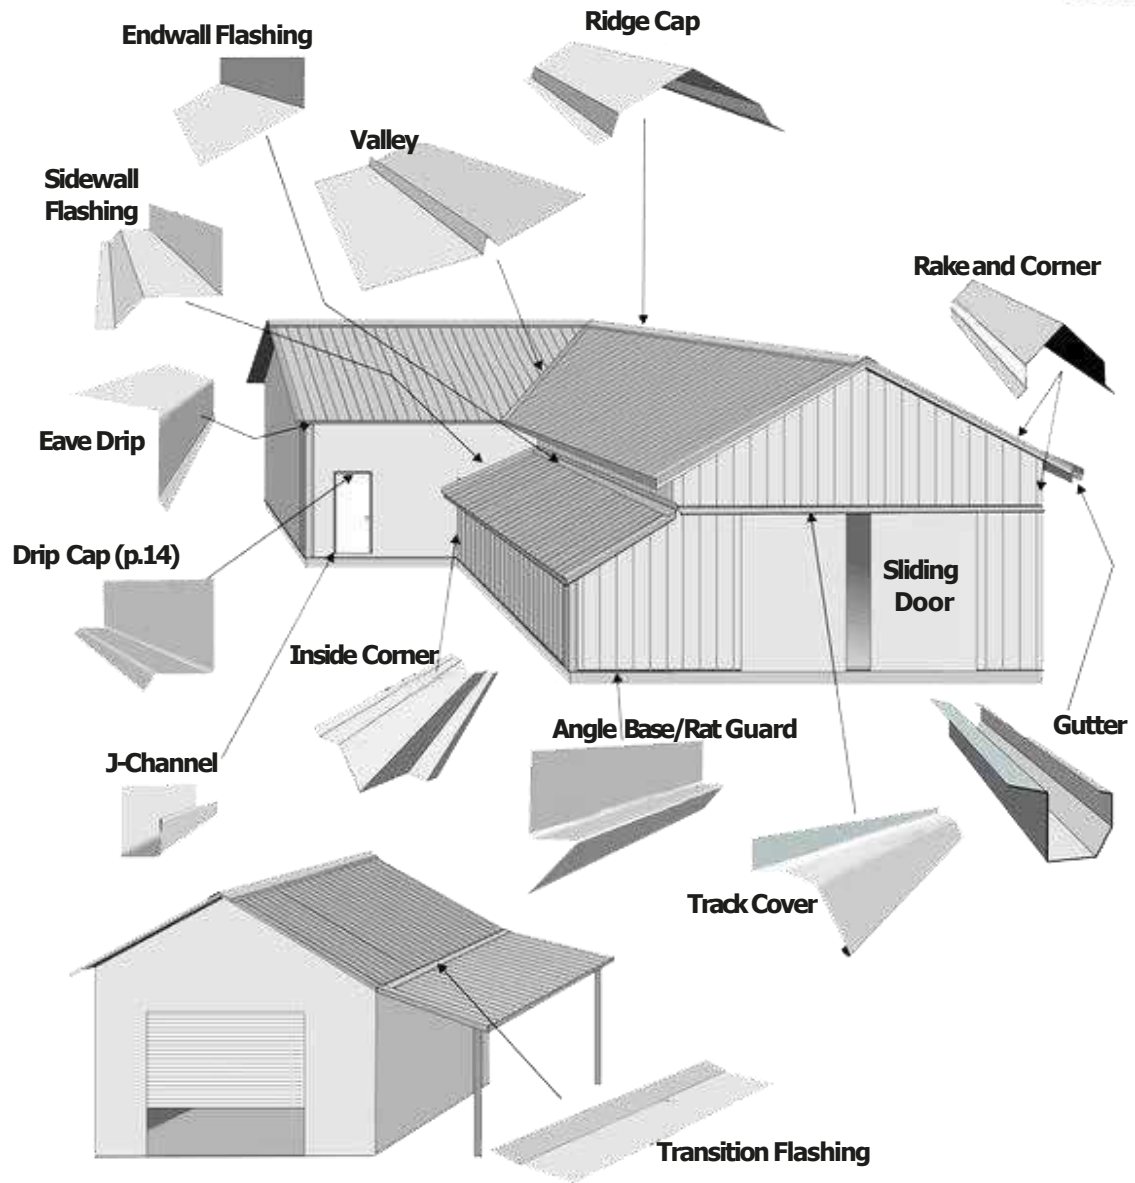 Ridge Cap
Endwall Flashing
Valley
Sidewall
Flashing
Rake and Corner
Eave Drip
Drip Cap (p.14)
Sliding
Door
Inside Corner
Angle Base/Rat Guard
Gutter
J-Channel
Track Cover
Transition Flashing